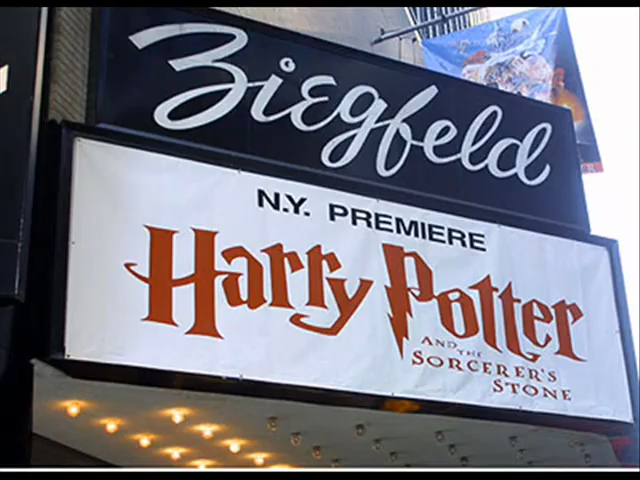 Ziegfeld
N.Y. PREMIERE
Harry Potter
AND THE
SORCERER'S
STONE